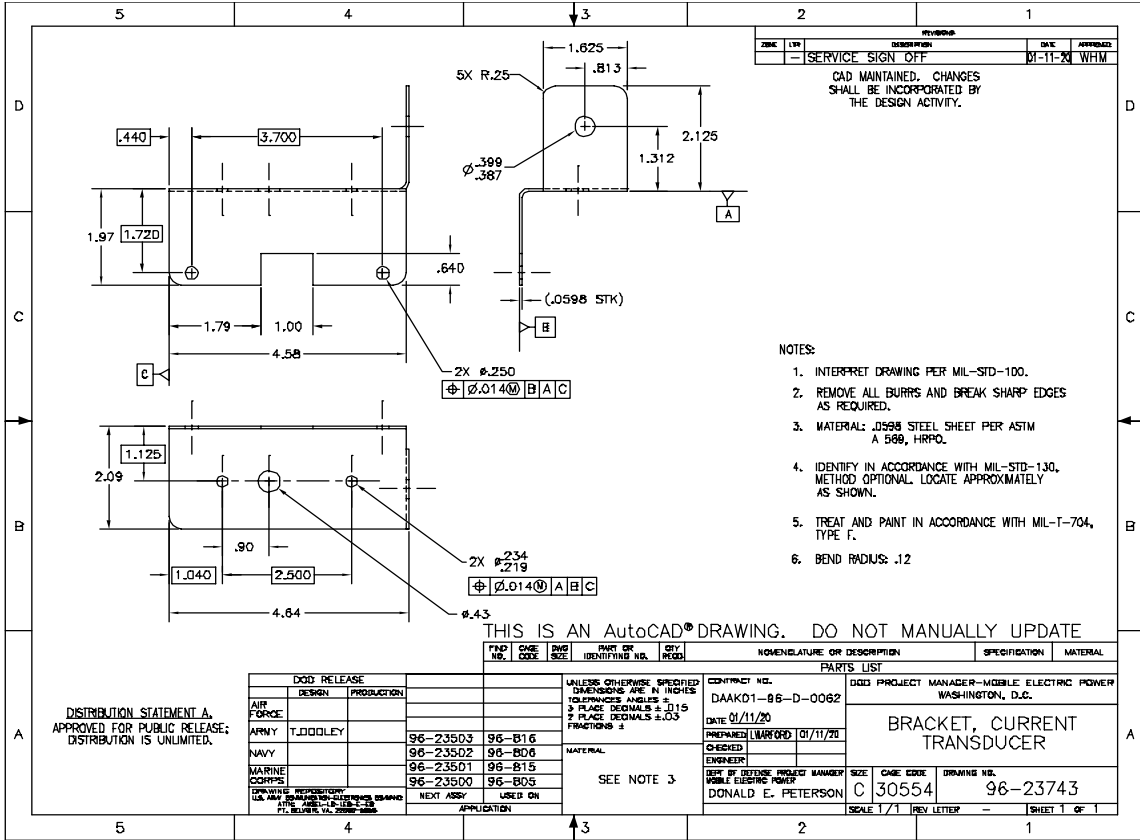 5 4 3 2 1
REVISIONS
ZONE LTR DESCRIPTION DATE APPROVED
— SERVICE SIGN OFF 01-11-20 WHM
CAD MAINTAINED. CHANGES
SHALL BE INCORPORATED BY
THE DESIGN ACTIVITY.
D
D
1.625
.813
5X R.25
2.125
1.312
Ø.399
.387
A
.440
3.700
1.97
1.720
.640
1.79
1.00
4.58
C
(.0598 STK)
B
2X Ø.250
⌖ Ø.014Ⓜ B A C
C
C
NOTES:
1. INTERPRET DRAWING PER MIL-STD-100.
2. REMOVE ALL BURRS AND BREAK SHARP EDGES
AS REQUIRED.
3. MATERIAL: .0598 STEEL SHEET PER ASTM
A 569, HRPO.
4. IDENTIFY IN ACCORDANCE WITH MIL-STD-130,
METHOD OPTIONAL. LOCATE APPROXIMATELY
AS SHOWN.
5. TREAT AND PAINT IN ACCORDANCE WITH MIL-T-704,
TYPE F.
6. BEND RADIUS: .12
1.125
2.09
B
B
.90
1.040
2.500
4.64
2X Ø.234
.219
⌖ Ø.014Ⓜ A B C
Ø.43
THIS IS AN AutoCAD® DRAWING. DO NOT MANUALLY UPDATE
FIND NO. CAGE CODE DWG SIZE PART OR IDENTIFYING NO. QTY REQD NOMENCLATURE OR DESCRIPTION SPECIFICATION MATERIAL
PARTS LIST
A
A
DISTRIBUTION STATEMENT A.
APPROVED FOR PUBLIC RELEASE;
DISTRIBUTION IS UNLIMITED.
DOD RELEASE
DESIGN PRODUCTION
AIR FORCE
ARMY T.DOOLEY
NAVY
MARINE CORPS
DRAWING REPOSITORY
96-23503 96-816
96-23502 96-806
96-23501 96-815
96-23500 96-805
NEXT ASSY USED ON
APPLICATION
UNLESS OTHERWISE SPECIFIED
DIMENSIONS ARE IN INCHES
TOLERANCES ANGLES ±
3 PLACE DECIMALS ±.015
2 PLACE DECIMALS ±.03
FRACTIONS ±
MATERIAL
SEE NOTE 3
CONTRACT NO.
DAAK01-96-D-0062
DATE 01/11/20
PREPARED L.WARFORD 01/11/20
CHECKED
ENGINEER
DEPT OF DEFENSE PROJECT MANAGER
MOBILE ELECTRIC POWER
DONALD E. PETERSON
DOD PROJECT MANAGER-MOBILE ELECTRIC POWER
WASHINGTON, D.C.
BRACKET, CURRENT
TRANSDUCER
SIZE CAGE CODE DRAWING NO.
C 30554 96-23743
SCALE 1/1 REV LETTER — SHEET 1 OF 1
5 4 3 2 1